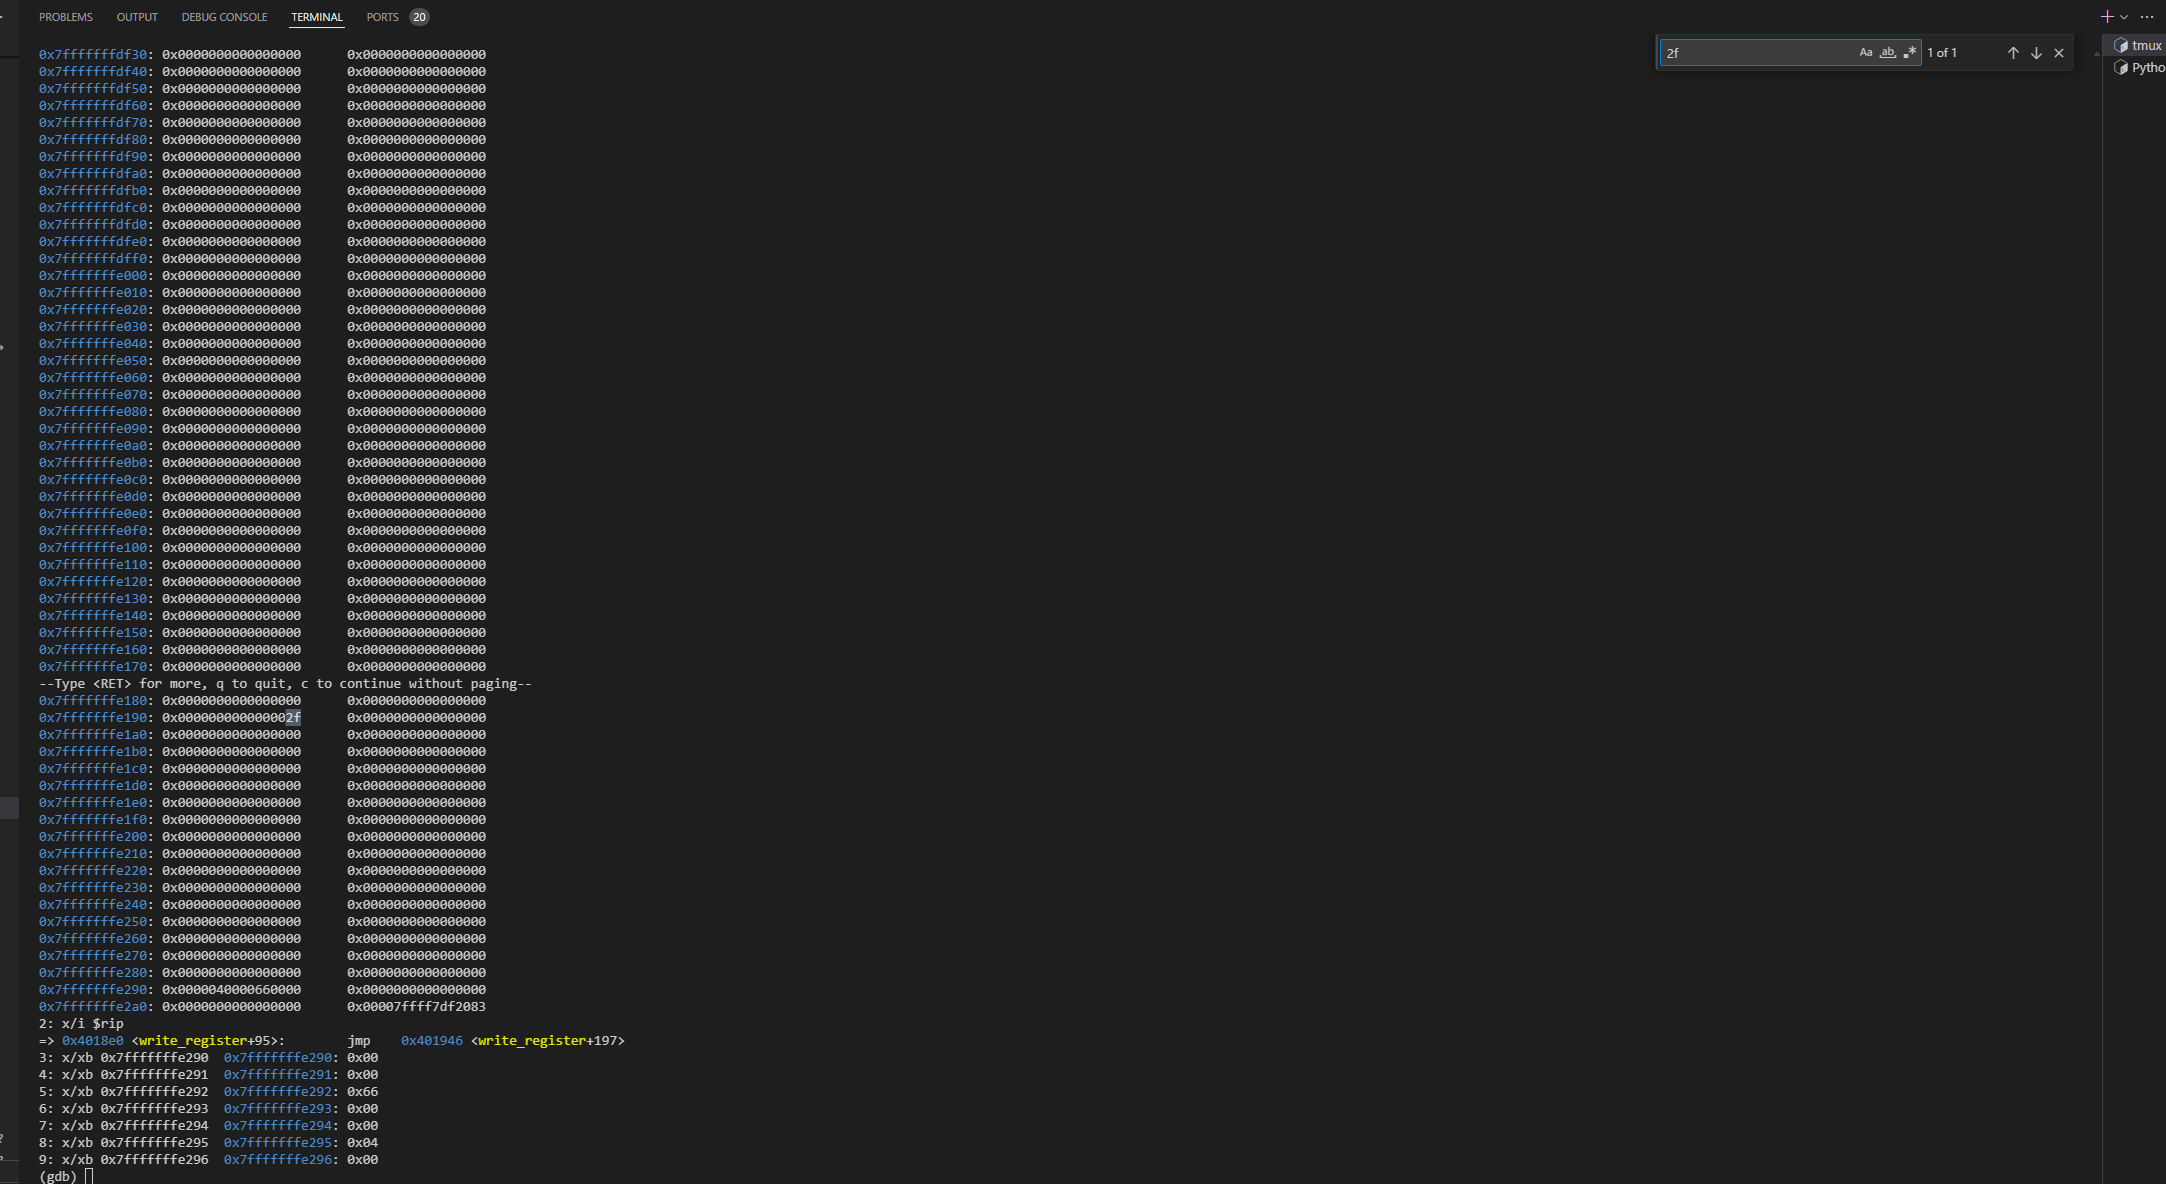 PROBLEMS OUTPUT DEBUG CONSOLE TERMINAL PORTS 20
2f Aa ab .* 1 of 1
tmux
Pytho
0x7fffffffdf30: 0x0000000000000000 0x0000000000000000
0x7fffffffdf40: 0x0000000000000000 0x0000000000000000
0x7fffffffdf50: 0x0000000000000000 0x0000000000000000
0x7fffffffdf60: 0x0000000000000000 0x0000000000000000
0x7fffffffdf70: 0x0000000000000000 0x0000000000000000
0x7fffffffdf80: 0x0000000000000000 0x0000000000000000
0x7fffffffdf90: 0x0000000000000000 0x0000000000000000
0x7fffffffdfa0: 0x0000000000000000 0x0000000000000000
0x7fffffffdfb0: 0x0000000000000000 0x0000000000000000
0x7fffffffdfc0: 0x0000000000000000 0x0000000000000000
0x7fffffffdfd0: 0x0000000000000000 0x0000000000000000
0x7fffffffdfe0: 0x0000000000000000 0x0000000000000000
0x7fffffffdff0: 0x0000000000000000 0x0000000000000000
0x7fffffffe000: 0x0000000000000000 0x0000000000000000
0x7fffffffe010: 0x0000000000000000 0x0000000000000000
0x7fffffffe020: 0x0000000000000000 0x0000000000000000
0x7fffffffe030: 0x0000000000000000 0x0000000000000000
0x7fffffffe040: 0x0000000000000000 0x0000000000000000
0x7fffffffe050: 0x0000000000000000 0x0000000000000000
0x7fffffffe060: 0x0000000000000000 0x0000000000000000
0x7fffffffe070: 0x0000000000000000 0x0000000000000000
0x7fffffffe080: 0x0000000000000000 0x0000000000000000
0x7fffffffe090: 0x0000000000000000 0x0000000000000000
0x7fffffffe0a0: 0x0000000000000000 0x0000000000000000
0x7fffffffe0b0: 0x0000000000000000 0x0000000000000000
0x7fffffffe0c0: 0x0000000000000000 0x0000000000000000
0x7fffffffe0d0: 0x0000000000000000 0x0000000000000000
0x7fffffffe0e0: 0x0000000000000000 0x0000000000000000
0x7fffffffe0f0: 0x0000000000000000 0x0000000000000000
0x7fffffffe100: 0x0000000000000000 0x0000000000000000
0x7fffffffe110: 0x0000000000000000 0x0000000000000000
0x7fffffffe120: 0x0000000000000000 0x0000000000000000
0x7fffffffe130: 0x0000000000000000 0x0000000000000000
0x7fffffffe140: 0x0000000000000000 0x0000000000000000
0x7fffffffe150: 0x0000000000000000 0x0000000000000000
0x7fffffffe160: 0x0000000000000000 0x0000000000000000
0x7fffffffe170: 0x0000000000000000 0x0000000000000000
--Type <RET> for more, q to quit, c to continue without paging--
0x7fffffffe180: 0x0000000000000000 0x0000000000000000
0x7fffffffe190: 0x000000000000002f 0x0000000000000000
0x7fffffffe1a0: 0x0000000000000000 0x0000000000000000
0x7fffffffe1b0: 0x0000000000000000 0x0000000000000000
0x7fffffffe1c0: 0x0000000000000000 0x0000000000000000
0x7fffffffe1d0: 0x0000000000000000 0x0000000000000000
0x7fffffffe1e0: 0x0000000000000000 0x0000000000000000
0x7fffffffe1f0: 0x0000000000000000 0x0000000000000000
0x7fffffffe200: 0x0000000000000000 0x0000000000000000
0x7fffffffe210: 0x0000000000000000 0x0000000000000000
0x7fffffffe220: 0x0000000000000000 0x0000000000000000
0x7fffffffe230: 0x0000000000000000 0x0000000000000000
0x7fffffffe240: 0x0000000000000000 0x0000000000000000
0x7fffffffe250: 0x0000000000000000 0x0000000000000000
0x7fffffffe260: 0x0000000000000000 0x0000000000000000
0x7fffffffe270: 0x0000000000000000 0x0000000000000000
0x7fffffffe280: 0x0000000000000000 0x0000000000000000
0x7fffffffe290: 0x0000040000660000 0x0000000000000000
0x7fffffffe2a0: 0x0000000000000000 0x00007ffff7df2083
2: x/i $rip
=> 0x4018e0 <write_register+95>: jmp 0x401946 <write_register+197>
3: x/xb 0x7fffffffe290 0x7fffffffe290: 0x00
4: x/xb 0x7fffffffe291 0x7fffffffe291: 0x00
5: x/xb 0x7fffffffe292 0x7fffffffe292: 0x66
6: x/xb 0x7fffffffe293 0x7fffffffe293: 0x00
7: x/xb 0x7fffffffe294 0x7fffffffe294: 0x00
8: x/xb 0x7fffffffe295 0x7fffffffe295: 0x04
9: x/xb 0x7fffffffe296 0x7fffffffe296: 0x00
(gdb)